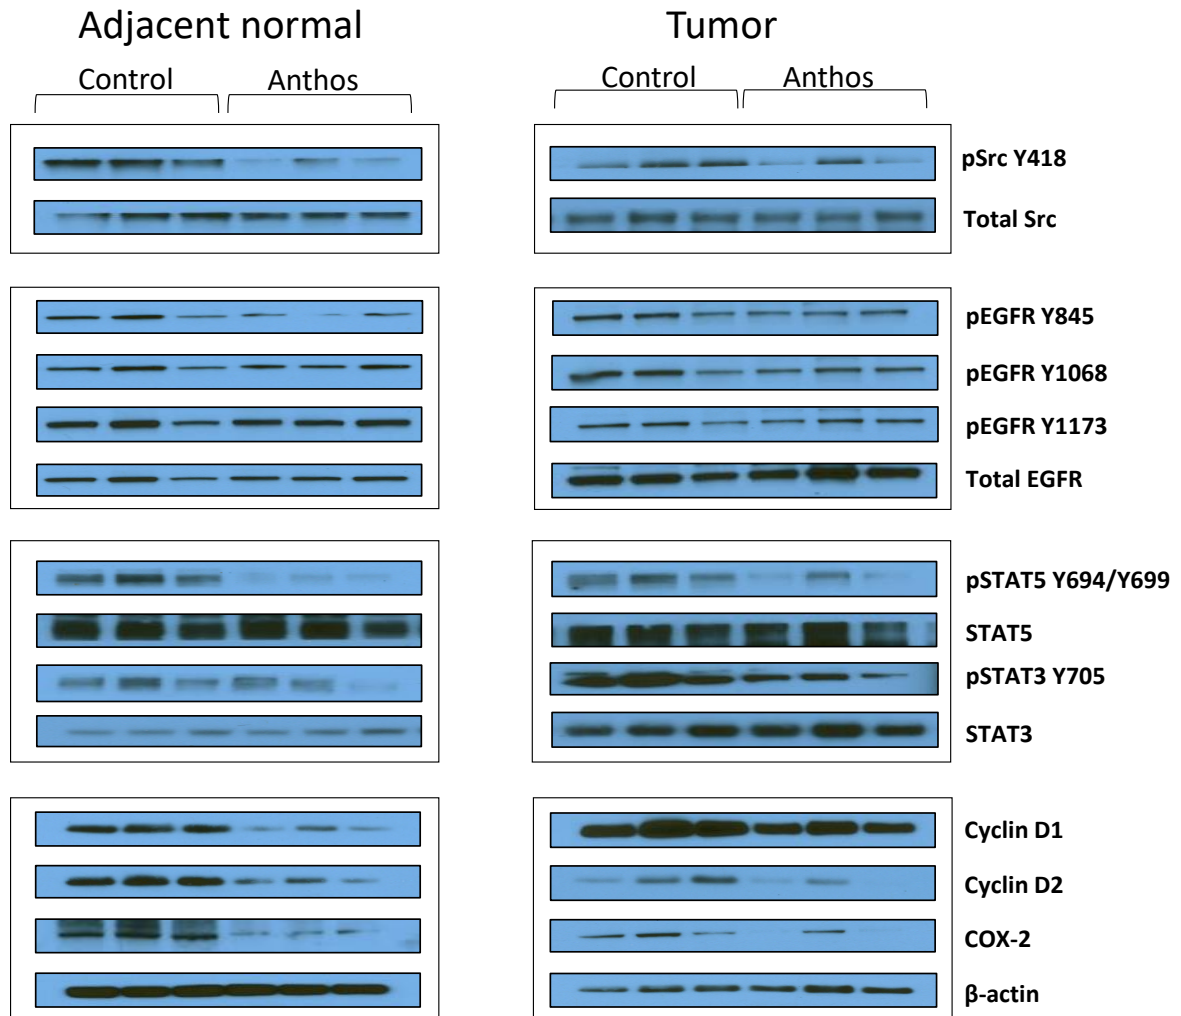 Adjacent normal
Tumor
Control
Anthos
Control
Anthos
pSrc Y418
Total Src
pEGFR Y845
pEGFR Y1068
pEGFR Y1173
Total EGFR
pSTAT5 Y694/Y699
STAT5
pSTAT3 Y705
STAT3
Cyclin D1
Cyclin D2
COX-2
β-actin